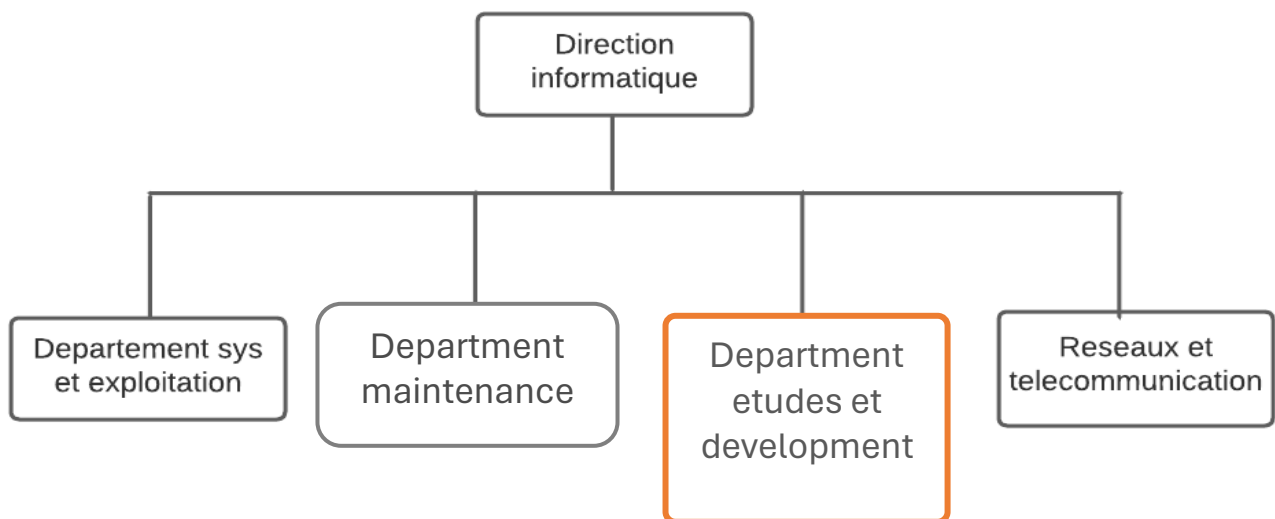 Direction
informatique
Departement sys
et exploitation
Department
maintenance
Department
etudes et
development
Reseaux et
telecommunication